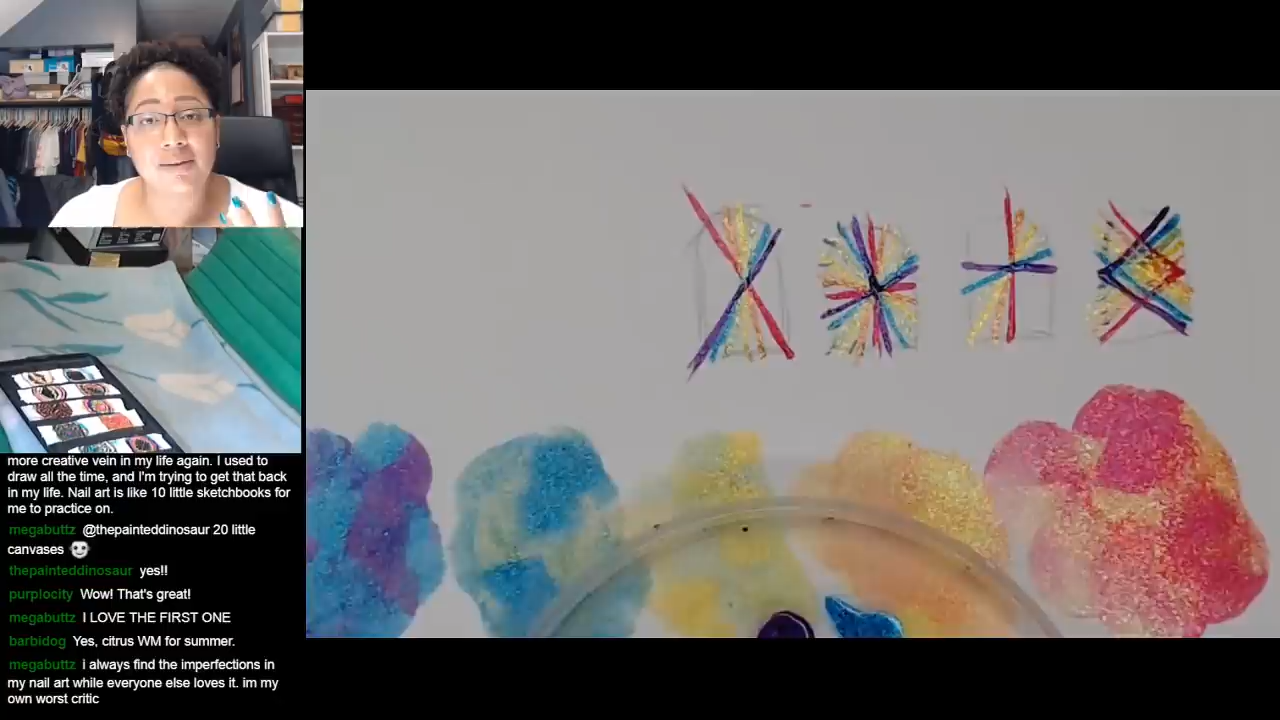 more creative vein in my life again. I used to
draw all the time, and I'm trying to get that back
in my life. Nail art is like 10 little sketchbooks for
me to practice on.
megabuttz @thepainteddinosaur 20 little
canvases
thepainteddinosaur yes!!
purplocity Wow! That's great!
megabuttz I LOVE THE FIRST ONE
barbidog Yes, citrus WM for summer.
megabuttz i always find the imperfections in
my nail art while everyone else loves it. im my
own worst critic